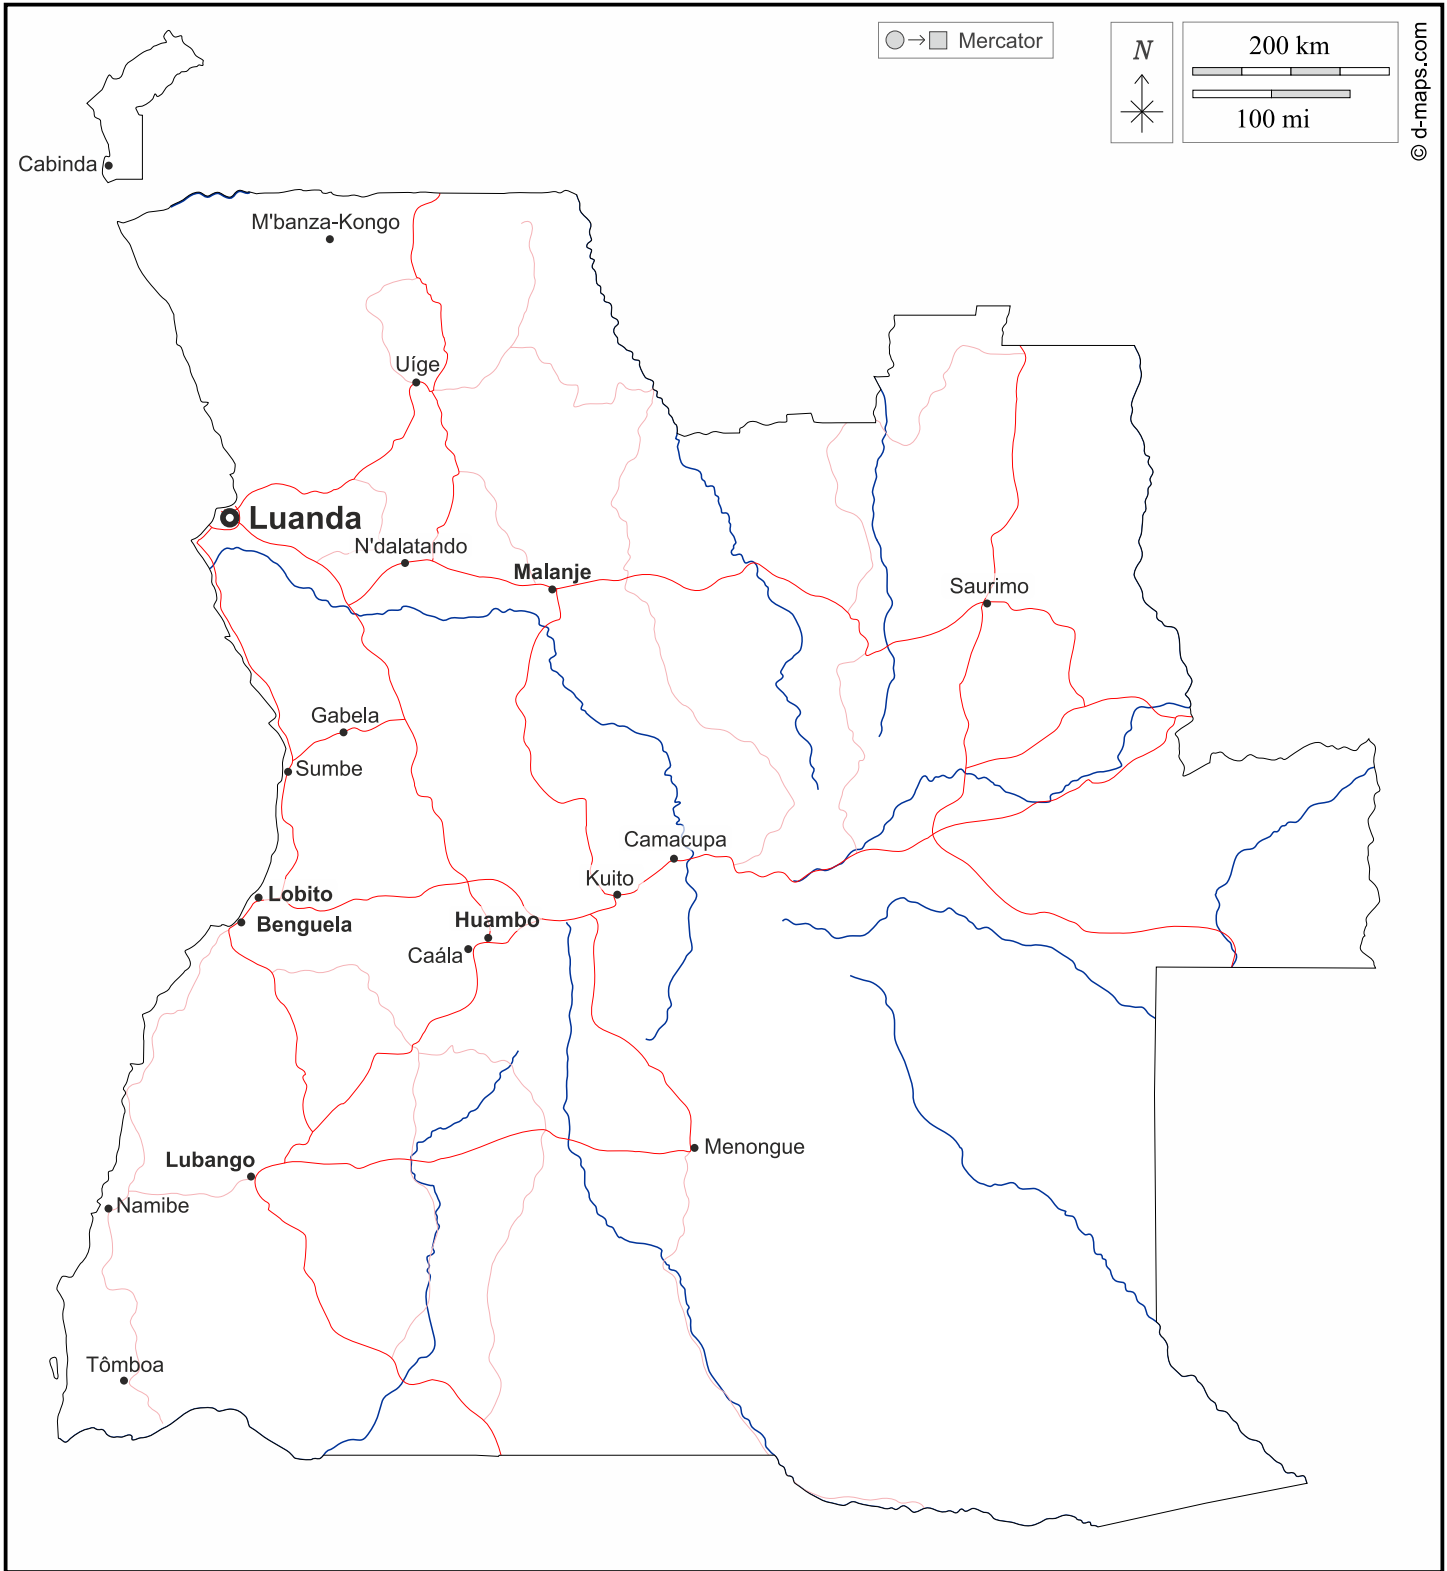 Mercator
N
200 km
100 mi
© d-maps.com
Cabinda
M'banza-Kongo
Uíge
Luanda
N'dalatando
Malanje
Saurimo
Gabela
Sumbe
Camacupa
Kuito
Lobito
Benguela
Huambo
Caála
Menongue
Lubango
Namibe
Tômboa